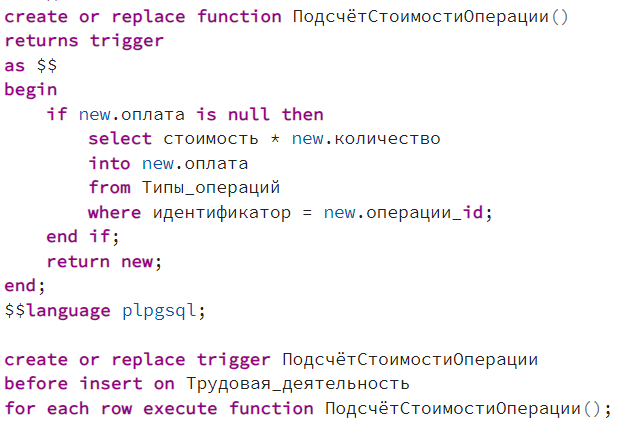 create or replace function ПодсчётСтоимостиОперации()
returns trigger
as $$
begin
    if new.оплата is null then
        select стоимость * new.количество
        into new.оплата
        from Типы_операций
        where идентификатор = new.операции_id;
    end if;
    return new;
end;
$$language plpgsql;

create or replace trigger ПодсчётСтоимостиОперации
before insert on Трудовая_деятельность
for each row execute function ПодсчётСтоимостиОперации();